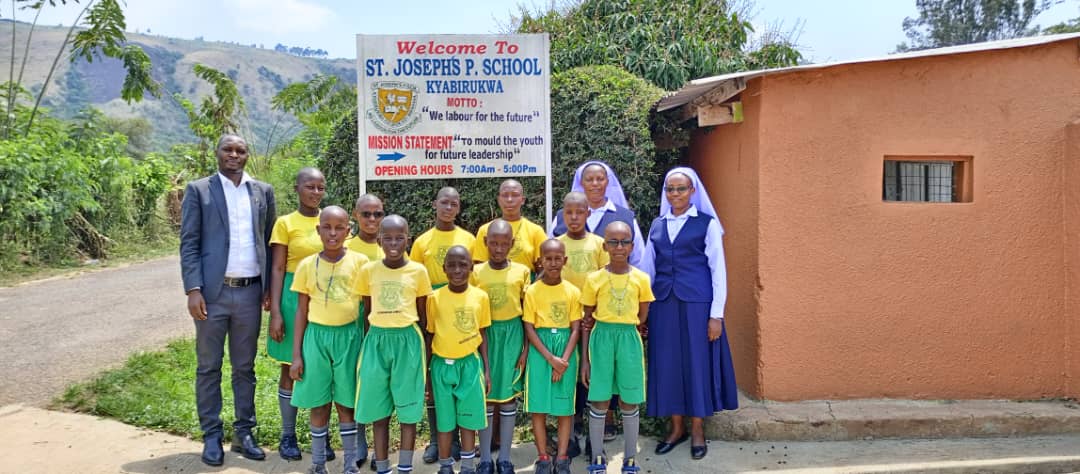 Welcome To
ST. JOSEPH'S P. SCHOOL
KYABIRUKWA
MOTTO :
"We labour for the future"
MISSION STATEMENT "To mould the youth
for future leadership"
OPENING HOURS 7:00Am - 5:00Pm